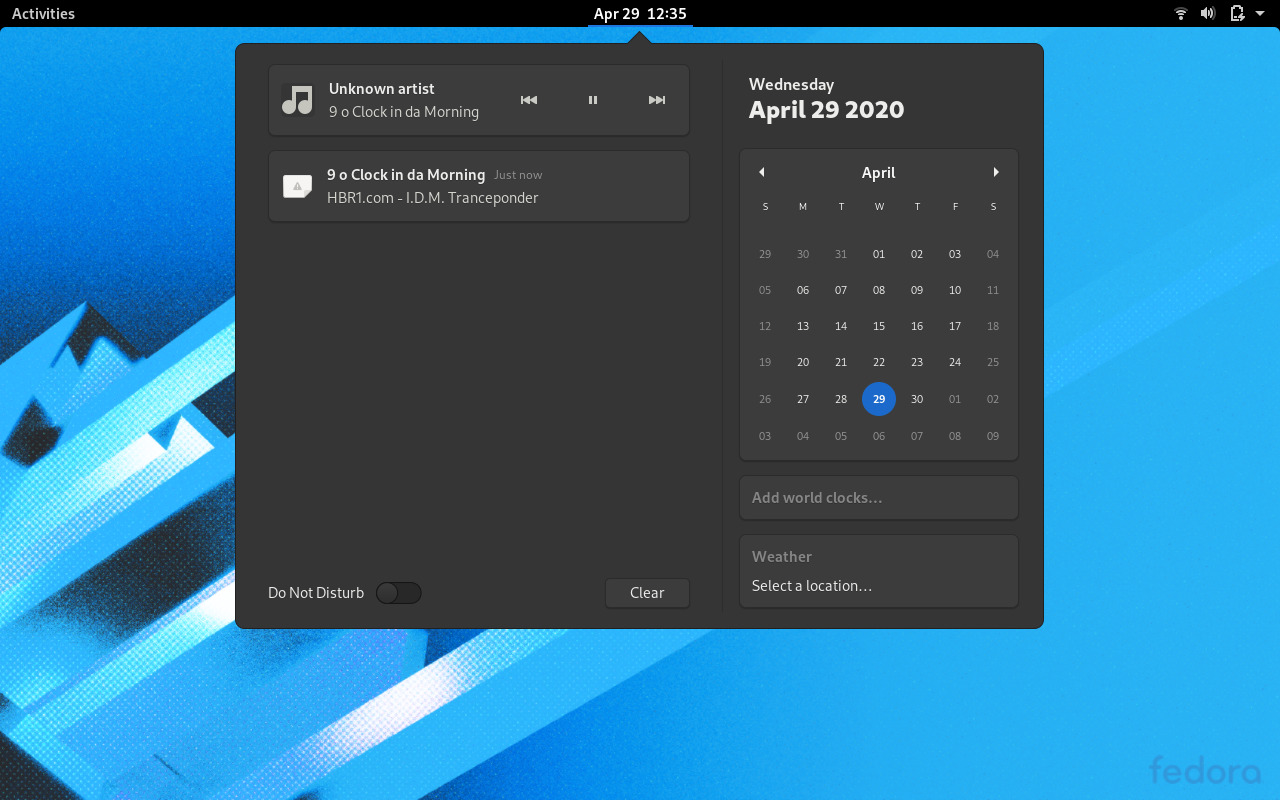 Activities
Apr 29 12:35
Unknown artist
9 o Clock in da Morning
9 o Clock in da Morning Just now
HBR1.com - I.D.M. Tranceponder
Do Not Disturb
Clear
Wednesday
April 29 2020
April
S M T W T F S
29 30 31 01 02 03 04
05 06 07 08 09 10 11
12 13 14 15 16 17 18
19 20 21 22 23 24 25
26 27 28 29 30 01 02
03 04 05 06 07 08 09
Add world clocks…
Weather
Select a location…
fedora